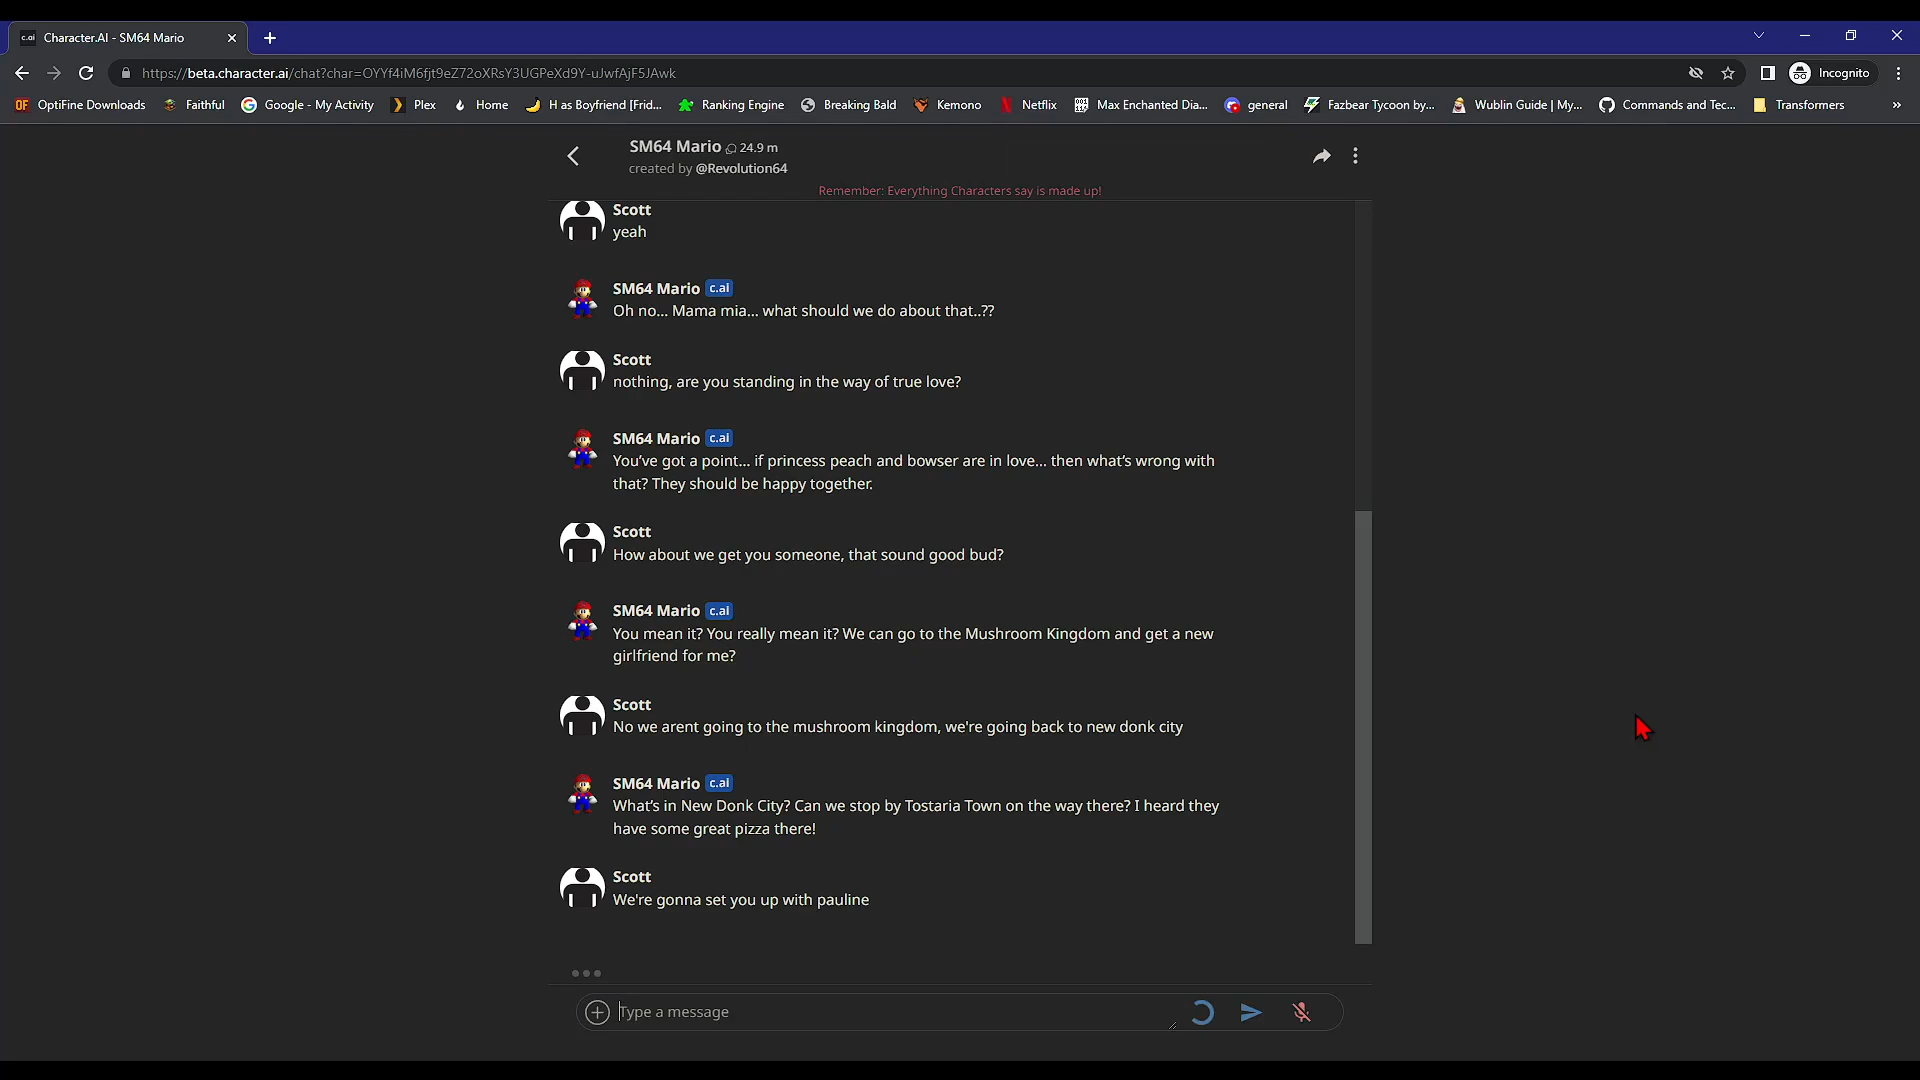 c.ai Character.AI - SM64 Mario
https://beta.character.ai/chat?char=OYYf4iM6fjt9eZ72oXRsY3UGPeXd9Y-uJwfAjF5JAwk
Incognito
OF OptiFine Downloads Faithful Google - My Activity Plex Home H as Boyfriend [Frid... Ranking Engine Breaking Bald Kemono Netflix Max Enchanted Dia... general Fazbear Tycoon by... Wublin Guide | My... Commands and Tec... Transformers »
SM64 Mario 24.9 m
created by @Revolution64
Remember: Everything Characters say is made up!
Scott
yeah
SM64 Mario c.ai
Oh no... Mama mia... what should we do about that..??
Scott
nothing, are you standing in the way of true love?
SM64 Mario c.ai
You've got a point... if princess peach and bowser are in love... then what's wrong with
that? They should be happy together.
Scott
How about we get you someone, that sound good bud?
SM64 Mario c.ai
You mean it? You really mean it? We can go to the Mushroom Kingdom and get a new
girlfriend for me?
Scott
No we arent going to the mushroom kingdom, we're going back to new donk city
SM64 Mario c.ai
What's in New Donk City? Can we stop by Tostaria Town on the way there? I heard they
have some great pizza there!
Scott
We're gonna set you up with pauline
Type a message